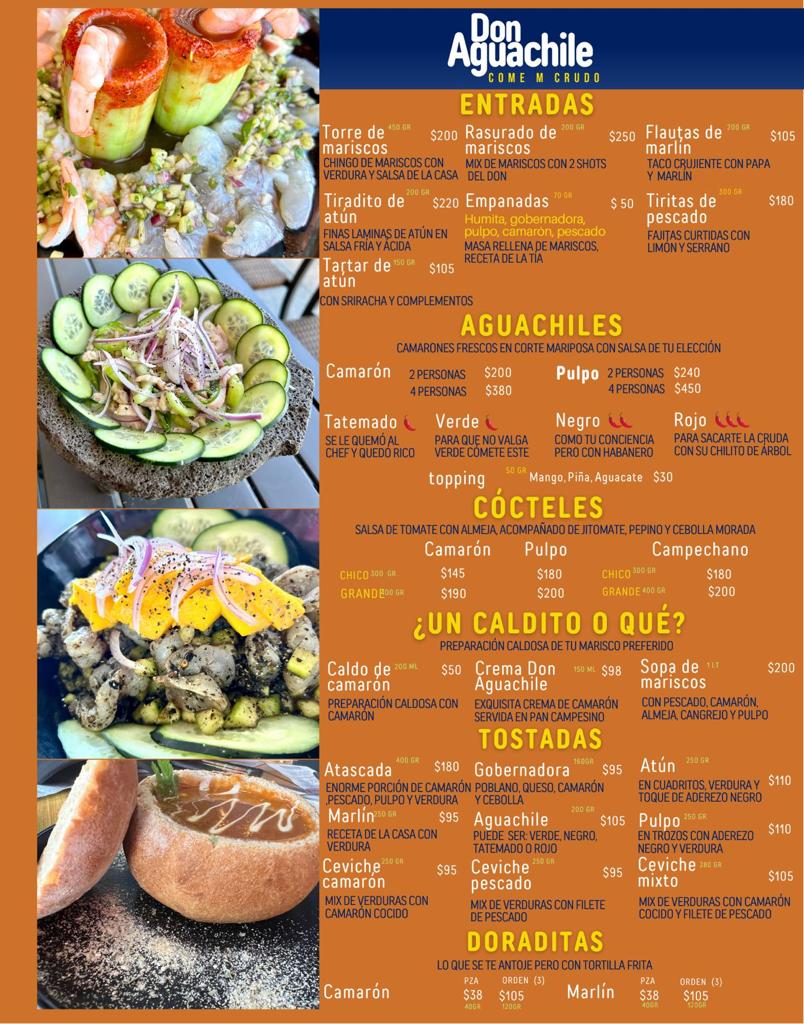 Don
Aguachile
COME M CRUDO
ENTRADAS
Torre de mariscos 450 GR $200
CHINGO DE MARISCOS CON
VERDURA Y SALSA DE LA CASA
Rasurado de mariscos 200 GR $250
MIX DE MARISCOS CON 2 SHOTS
DEL DON
Flautas de marlín 200 GR $105
TACO CRUJIENTE CON PAPA
Y MARLÍN
Tiradito de atún 200 GR $220
FINAS LAMINAS DE ATÚN EN
SALSA FRÍA Y ÁCIDA
Empanadas 70 GR $ 50
Humita, gobernadora,
pulpo, camarón, pescado
MASA RELLENA DE MARISCOS,
RECETA DE LA TÍA
Tiritas de pescado 300 GR $180
FAJITAS CURTIDAS CON
LIMÓN Y SERRANO
Tartar de atún 150 GR $105
CON SRIRACHA Y COMPLEMENTOS
AGUACHILES
CAMARONES FRESCOS EN CORTE MARIPOSA CON SALSA DE TU ELECCIÓN
Camarón 2 PERSONAS $200
4 PERSONAS $380
Pulpo 2 PERSONAS $240
4 PERSONAS $450
Tatemado
SE LE QUEMÓ AL
CHEF Y QUEDÓ RICO
Verde
PARA QUE NO VALGA
VERDE CÓMETE ESTE
Negro
COMO TU CONCIENCIA
PERO CON HABANERO
Rojo
PARA SACARTE LA CRUDA
CON SU CHILITO DE ÁRBOL
topping 50 GR Mango, Piña, Aguacate $30
CÓCTELES
SALSA DE TOMATE CON ALMEJA, ACOMPAÑADO DE JITOMATE, PEPINO Y CEBOLLA MORADA
Camarón Pulpo Campechano
CHICO 300 GR $145 $180 CHICO 300 GR $180
GRANDE 400 GR $190 $200 GRANDE 400 GR $200
¿UN CALDITO O QUÉ?
PREPARACIÓN CALDOSA DE TU MARISCO PREFERIDO
Caldo de camarón 200 ML $50
PREPARACIÓN CALDOSA CON
CAMARÓN
Crema Don Aguachile 150 ML $98
EXQUISITA CREMA DE CAMARÓN
SERVIDA EN PAN CAMPESINO
Sopa de mariscos 1 LT $200
CON PESCADO, CAMARÓN,
ALMEJA, CANGREJO Y PULPO
TOSTADAS
Atascada 400 GR $180
ENORME PORCIÓN DE CAMARÓN
,PESCADO, PULPO Y VERDURA
Gobernadora 160GR $95
POBLANO, QUESO, CAMARÓN
Y CEBOLLA
Atún 250 GR $110
EN CUADRITOS, VERDURA Y
TOQUE DE ADEREZO NEGRO
Marlín 250 GR $95
RECETA DE LA CASA CON
VERDURA
Aguachile 200 GR $105
PUEDE SER: VERDE, NEGRO,
TATEMADO O ROJO
Pulpo 250 GR $110
EN TROZOS CON ADEREZO
NEGRO Y VERDURA
Ceviche camarón 250 GR $95
MIX DE VERDURAS CON
CAMARÓN COCIDO
Ceviche pescado 250 GR $95
MIX DE VERDURAS CON FILETE
DE PESCADO
Ceviche mixto 280 GR $105
MIX DE VERDURAS CON CAMARÓN
COCIDO Y FILETE DE PESCADO
DORADITAS
LO QUE SE TE ANTOJE PERO CON TORTILLA FRITA
Camarón PZA $38 40GR ORDEN (3) $105 120GR
Marlín PZA $38 40GR ORDEN (3) $105 120GR